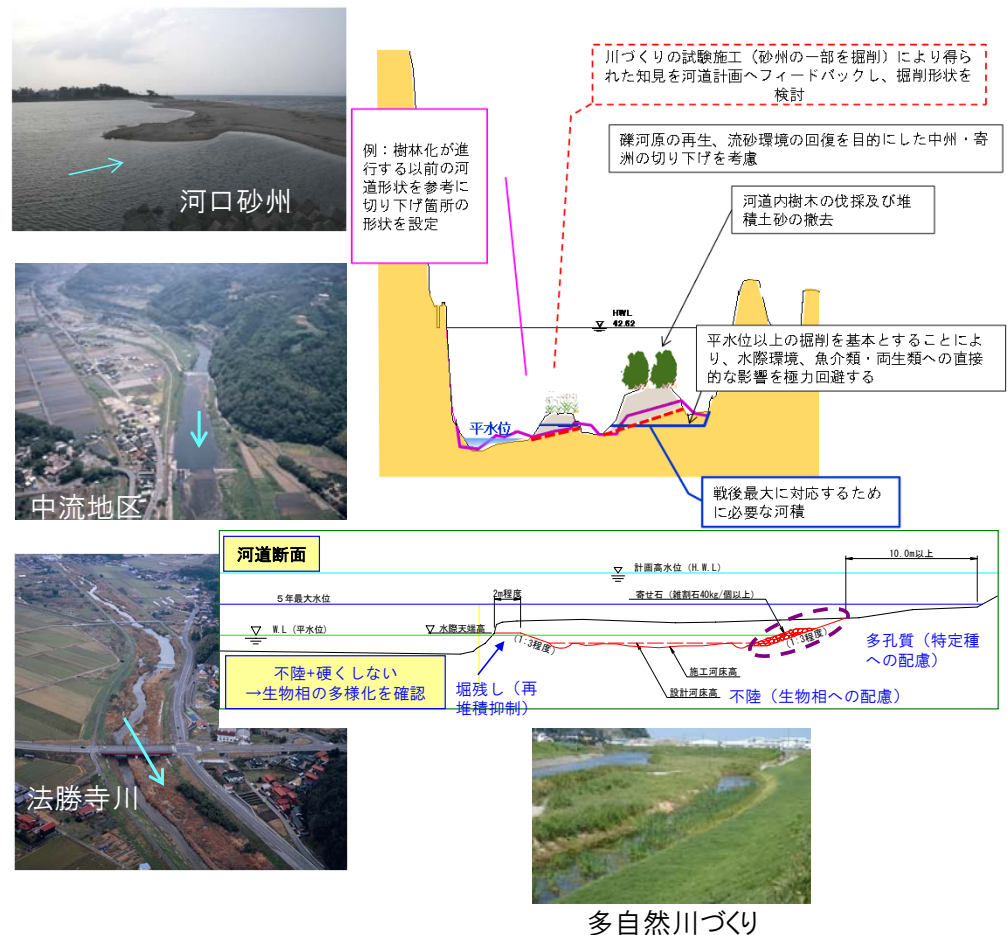 河口砂州
中流地区
法勝寺川
川づくりの試験施工（砂州の一部を掘削）により得ら
れた知見を河道計画へフィードバックし、掘削形状を
検討
例：樹林化が進
行する以前の河
道形状を参考に
切り下げ箇所の
形状を設定
礫河原の再生、流砂環境の回復を目的にした中州・寄
洲の切り下げを考慮
河道内樹木の伐採及び堆
積土砂の撤去
HWL
42.62
平水位以上の掘削を基本とすることによ
り、水際環境、魚介類・両生類への直接
的な影響を極力回避する
平水位
戦後最大に対応するため
に必要な河積
河道断面
10.0m以上
計画高水位（H.W.L）
５年最大水位
2m程度
寄せ石（雑割石40kg/個以上）
W.L（平水位）
水際天端高
(1:3程度)
(1:3程度)
多孔質（特定種
への配慮）
不陸+硬くしない
→生物相の多様化を確認
堀残し（再
堆積抑制）
施工河床高
設計河床高
不陸（生物相への配慮）
多自然川づくり